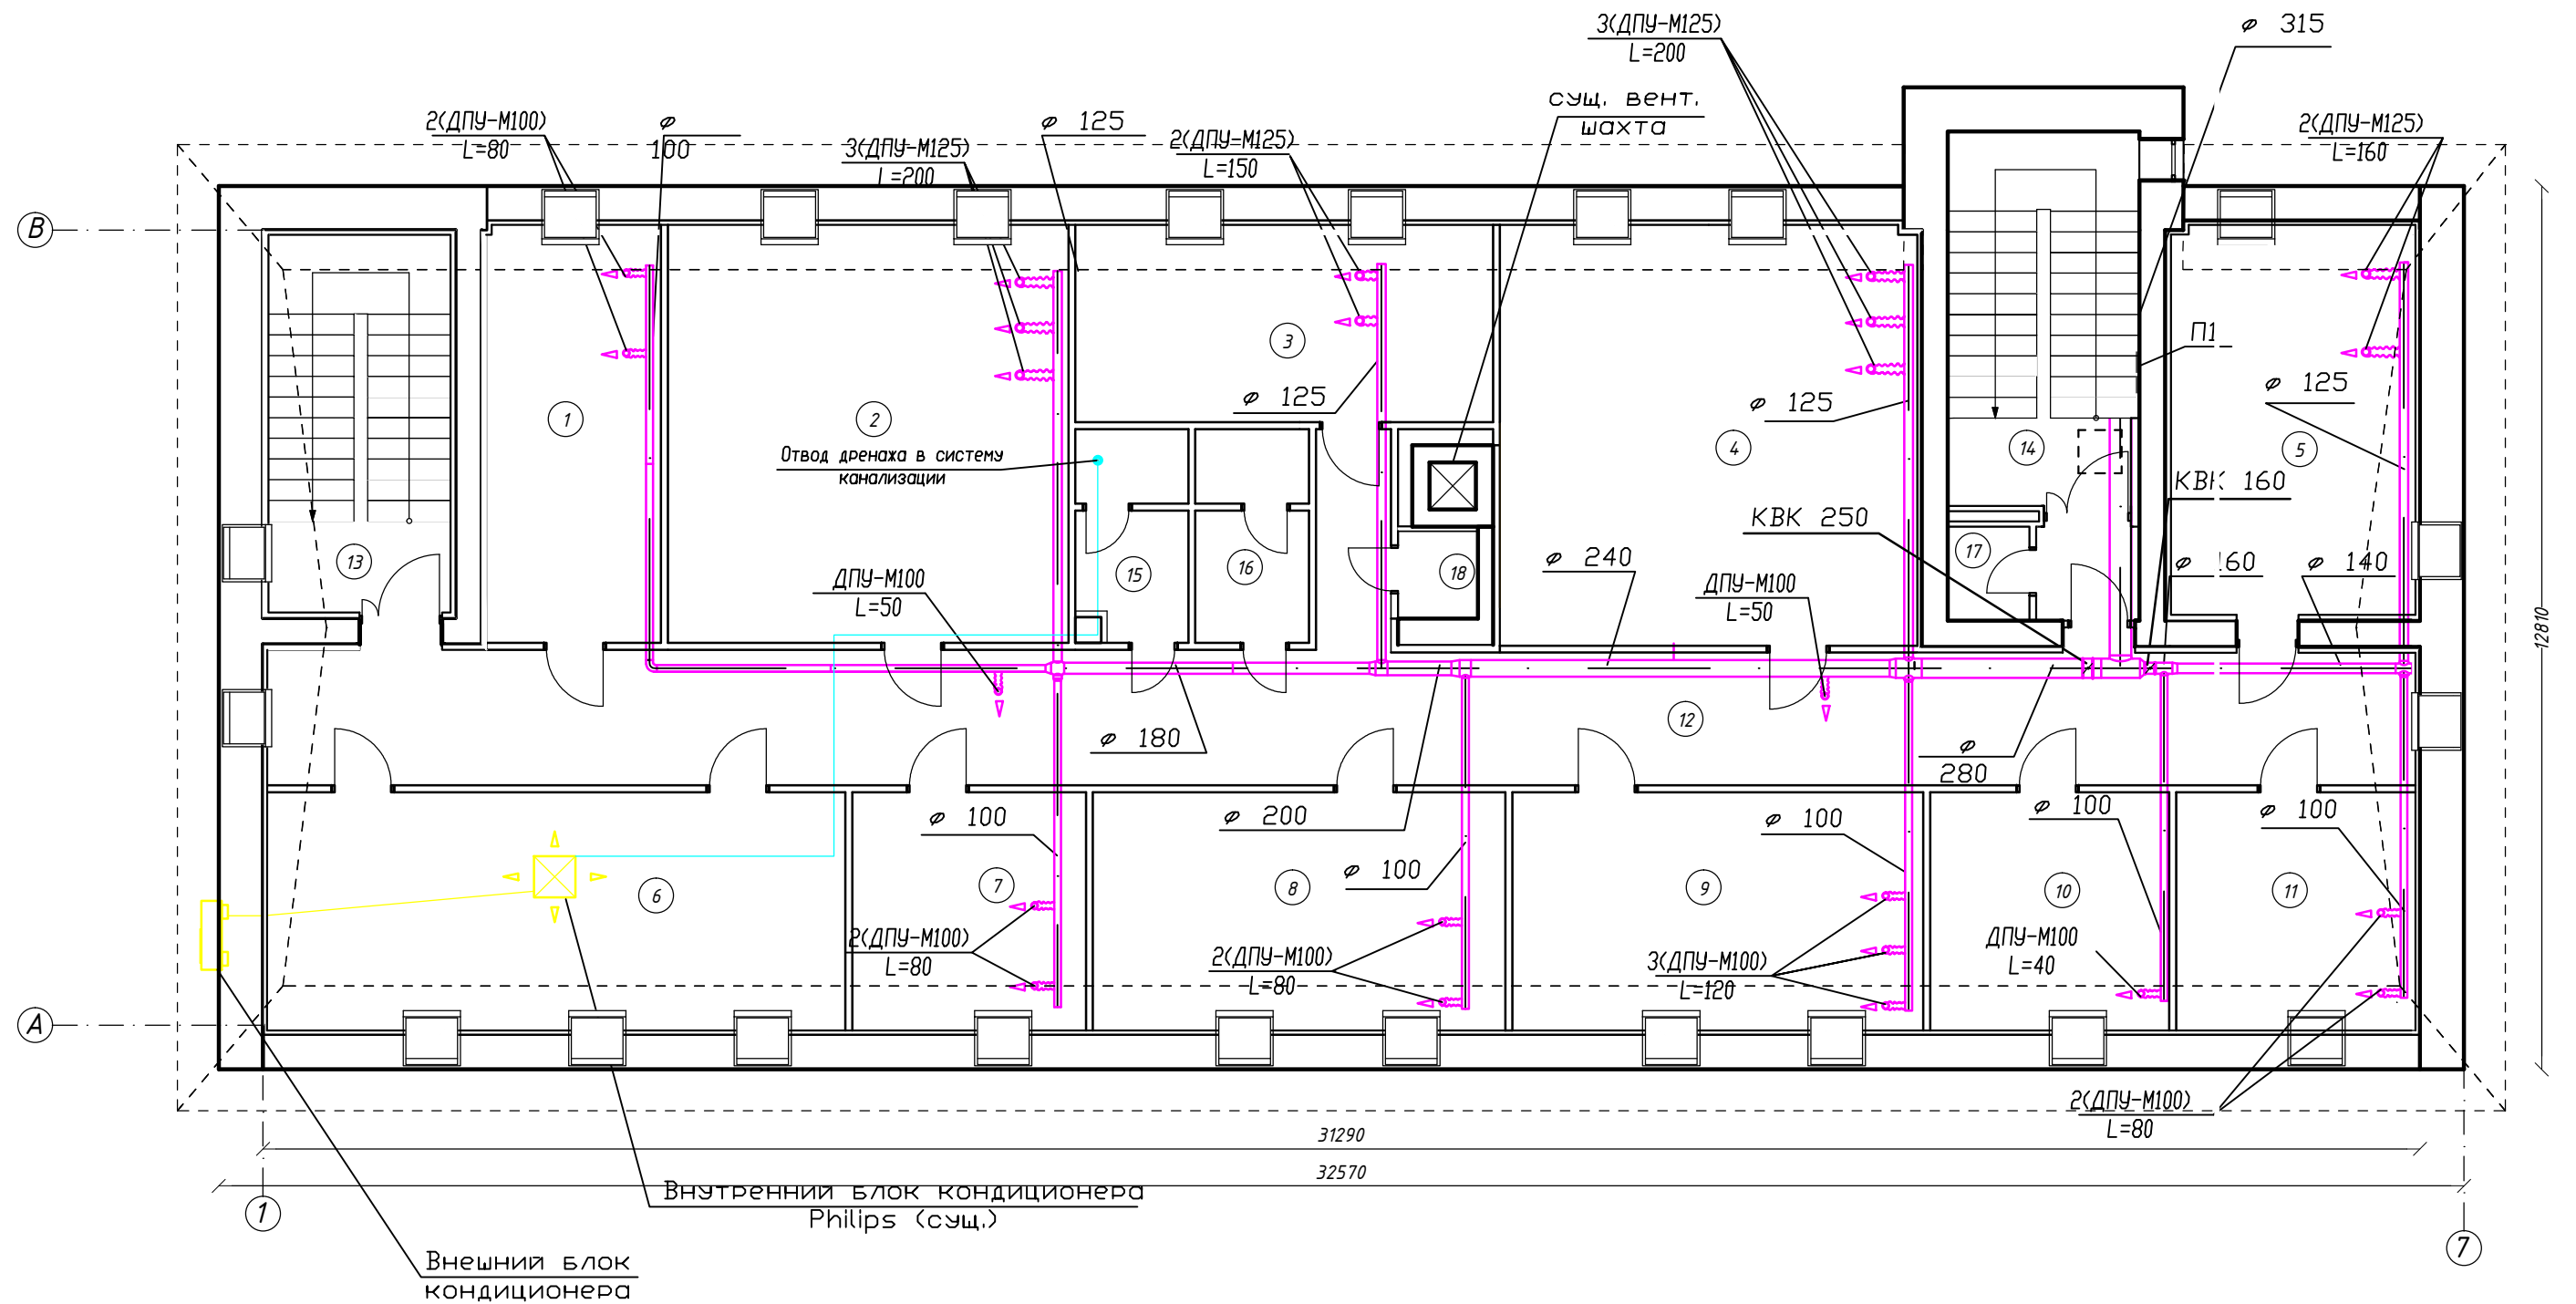 3(ДПУ-М125)
L=200
ф 315
сущ. вент.
шахта
2(ДПУ-М100)
L=80
ф
100
3(ДПУ-М125)
L=200
ф 125
2(ДПУ-М125)
L=150
2(ДПУ-М125)
L=160
В
П1
3
ф 125
ф 125
ф 125
1
2
4
14
5
Отвод дренажа в систему
канализации
КВК 160
КВК 250
13
15
16
18
17
ДПУ-М100
L=50
ф 240
ДПУ-М100
L=50
ф 160
ф 140
12810
12
ф 180
ф
280
ф 100
ф 200
ф 100
ф 100
ф 100
ф 100
6
7
8
9
10
11
2(ДПУ-М100)
L=80
2(ДПУ-М100)
L=80
3(ДПУ-М100)
L=120
ДПУ-М100
L=40
А
2(ДПУ-М100)
L=80
31290
32570
1
7
Внутренний блок кондиционера
Philips (сущ.)
Внешний блок
кондиционера